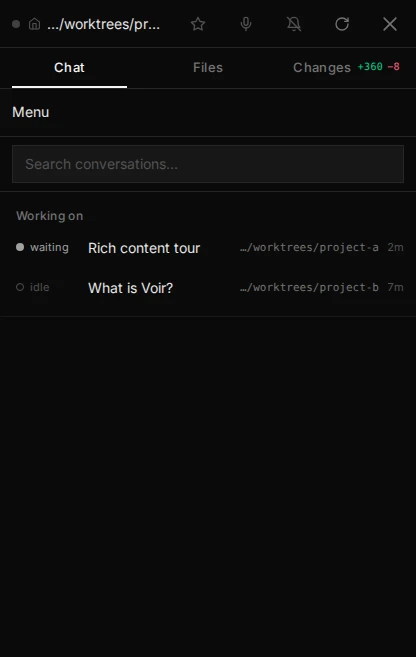 .../worktrees/pr...
Chat Files Changes +360 −8
Menu
Search conversations...
Working on
waiting Rich content tour …/worktrees/project-a 2m
idle What is Voir? …/worktrees/project-b 7m